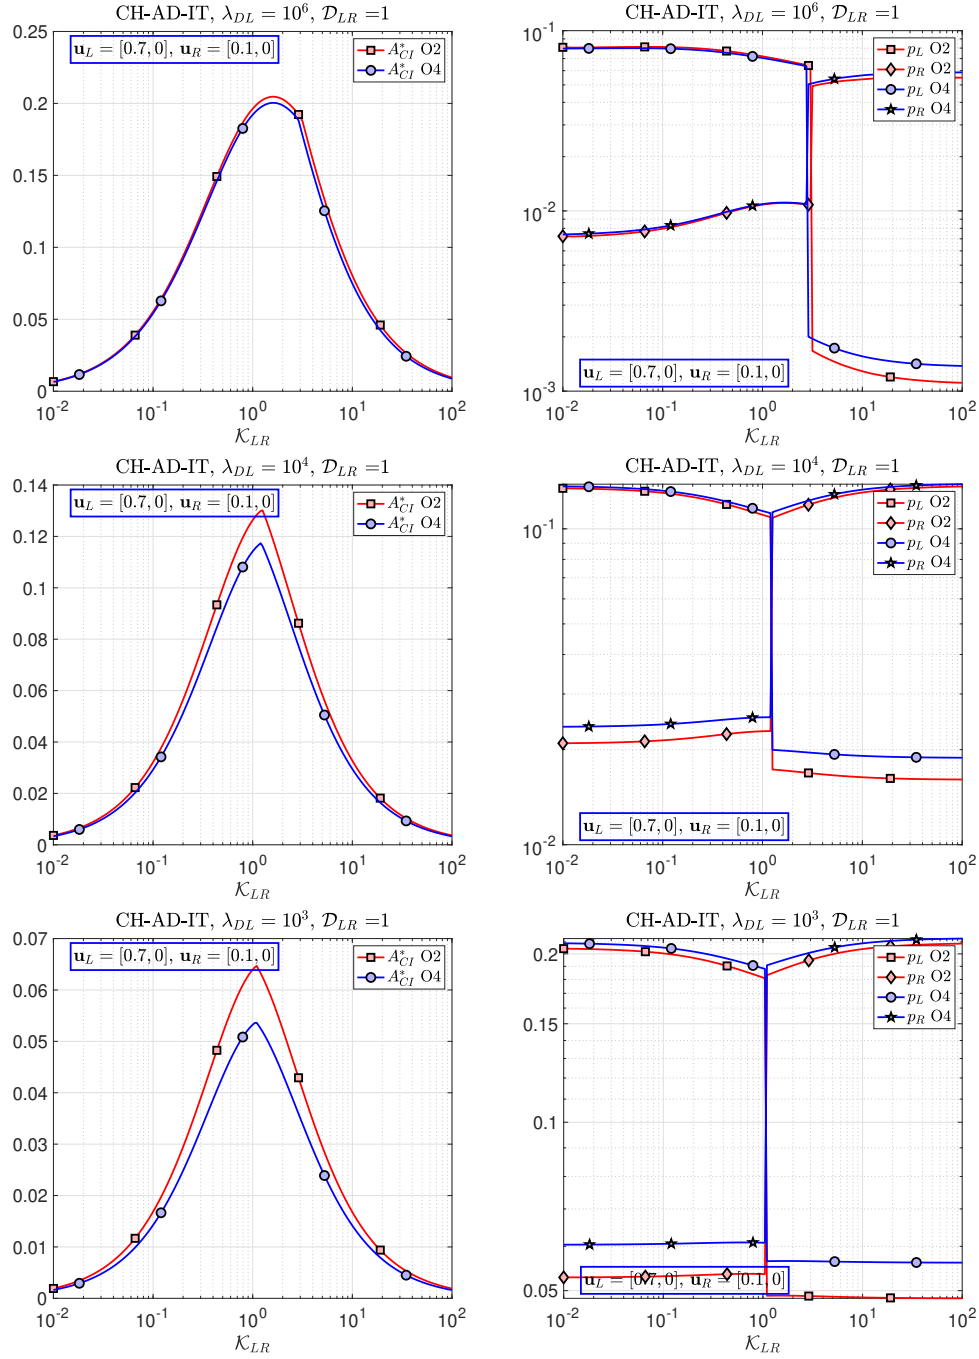 CH-AD-IT, λ_DL = 10^6, D_LR =1
u_L = [0.7, 0], u_R = [0.1, 0]
A*_CI O2
A*_CI O4
0.25
0.2
0.15
0.1
0.05
0
10^-2 10^-1 10^0 10^1 10^2
K_LR
CH-AD-IT, λ_DL = 10^6, D_LR =1
p_L O2
p_R O2
p_L O4
p_R O4
10^-1
10^-2
10^-3
u_L = [0.7, 0], u_R = [0.1, 0]
10^-2 10^-1 10^0 10^1 10^2
K_LR
CH-AD-IT, λ_DL = 10^4, D_LR =1
u_L = [0.7, 0], u_R = [0.1, 0]
A*_CI O2
A*_CI O4
0.14
0.12
0.1
0.08
0.06
0.04
0.02
0
10^-2 10^-1 10^0 10^1 10^2
K_LR
CH-AD-IT, λ_DL = 10^4, D_LR =1
p_L O2
p_R O2
p_L O4
p_R O4
10^-1
10^-2
u_L = [0.7, 0], u_R = [0.1, 0]
10^-2 10^-1 10^0 10^1 10^2
K_LR
CH-AD-IT, λ_DL = 10^3, D_LR =1
u_L = [0.7, 0], u_R = [0.1, 0]
A*_CI O2
A*_CI O4
0.07
0.06
0.05
0.04
0.03
0.02
0.01
0
10^-2 10^-1 10^0 10^1 10^2
K_LR
CH-AD-IT, λ_DL = 10^3, D_LR =1
p_L O2
p_R O2
p_L O4
p_R O4
0.2
0.15
0.1
0.05
u_L = [0.7, 0], u_R = [0.1, 0]
10^-2 10^-1 10^0 10^1 10^2
K_LR